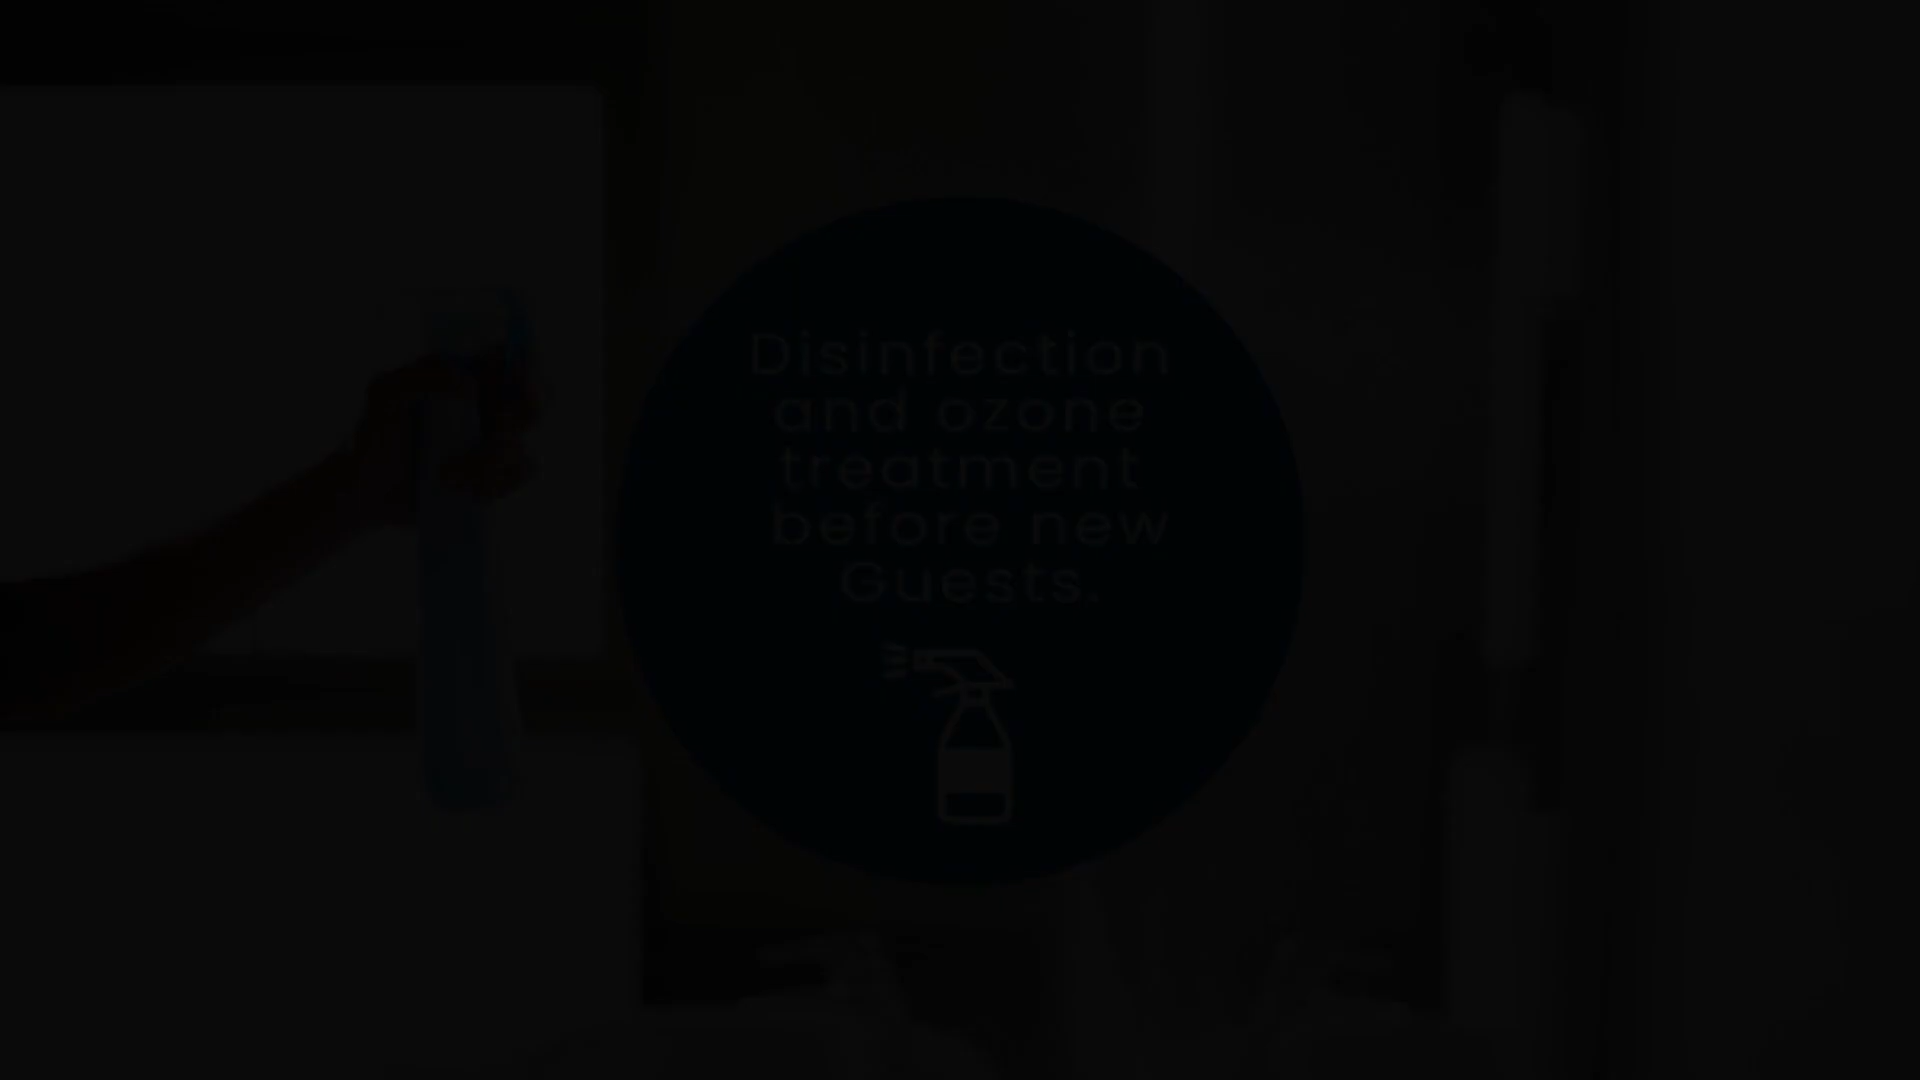 Disinfection
and ozone
treatment
before new
Guests.